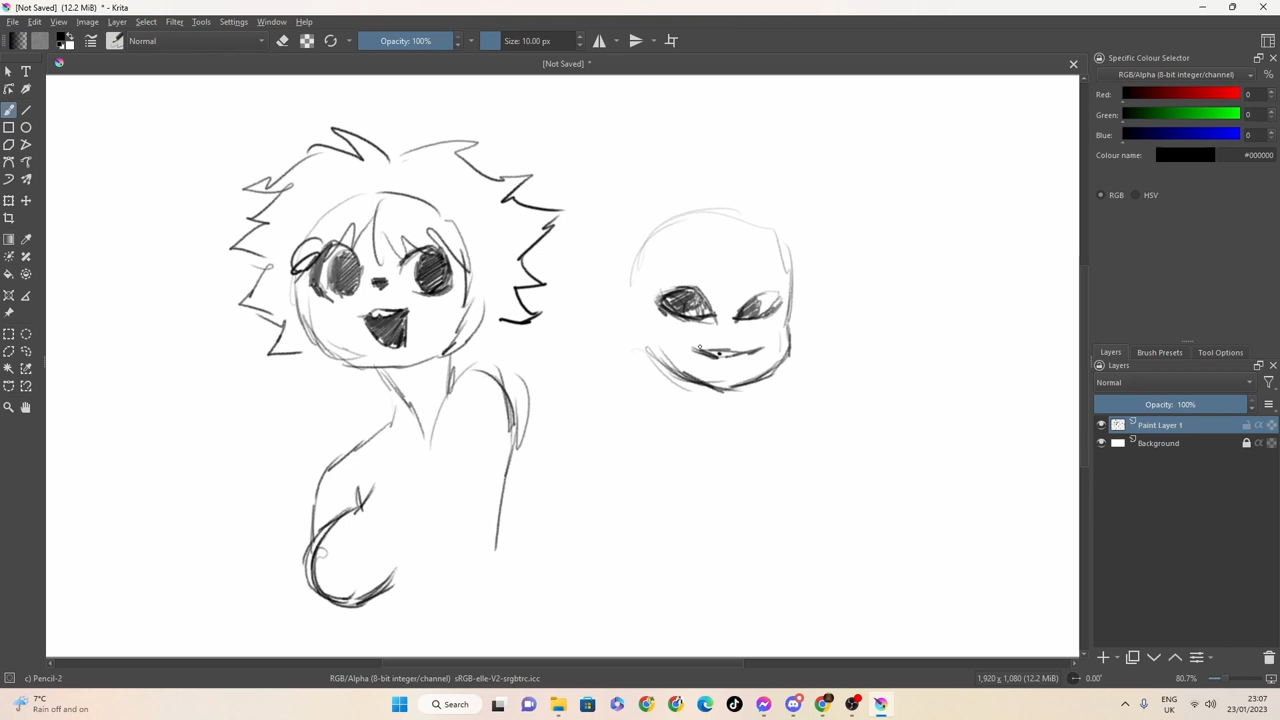 [Not Saved] (12.2 MiB) * - Krita
File Edit View Image Layer Select Filter Tools Settings Window Help
Normal
Opacity: 100%
Size: 10.00 px
[Not Saved] *
Specific Colour Selector
RGB/Alpha (8-bit integer/channel)
%
Red: 0
Green: 0
Blue: 0
Colour name: #000000
RGB HSV
Layers Brush Presets Tool Options
Layers
Normal
Opacity: 100%
Paint Layer 1
Background
c) Pencil-2
RGB/Alpha (8-bit integer/channel) sRGB-elle-V2-srgbtrc.icc
1,920 x 1,080 (12.2 MiB)
0.00°
80.7%
7°C
Rain off and on
Search
ENG
UK
23:07
23/01/2023